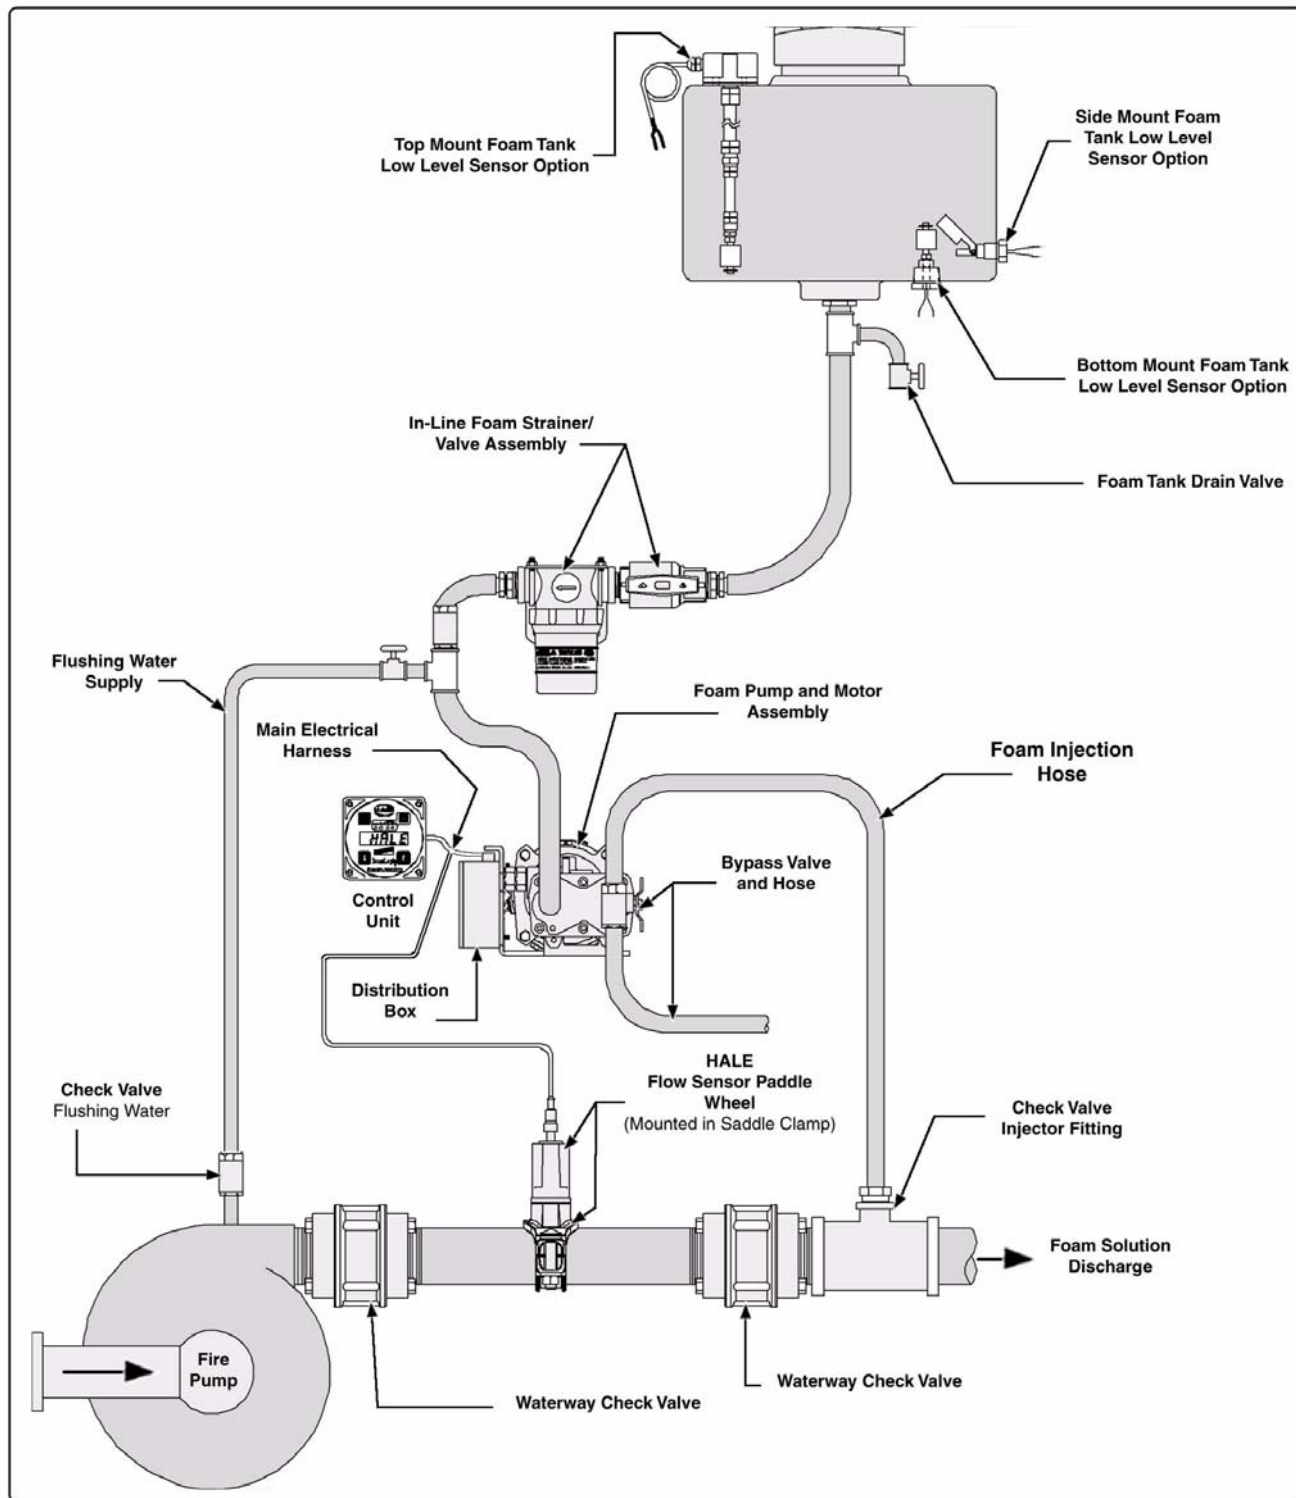 Top Mount Foam Tank
Low Level Sensor Option
Side Mount Foam
Tank Low Level
Sensor Option
Bottom Mount Foam Tank
Low Level Sensor Option
In-Line Foam Strainer/
Valve Assembly
Foam Tank Drain Valve
Flushing Water
Supply
Foam Pump and Motor
Assembly
Main Electrical
Harness
Foam Injection
Hose
HALE
Control
Unit
Bypass Valve
and Hose
Distribution
Box
HALE
Flow Sensor Paddle
Wheel
(Mounted in Saddle Clamp)
Check Valve
Flushing Water
Check Valve
Injector Fitting
Foam Solution
Discharge
Fire
Pump
Waterway Check Valve
Waterway Check Valve